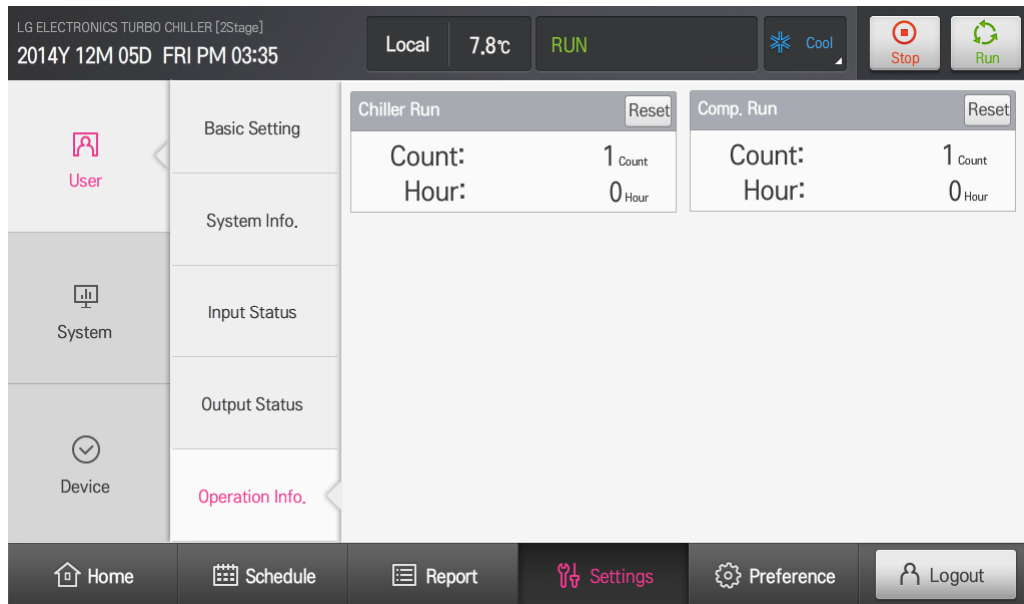 LG ELECTRONICS TURBO CHILLER [2Stage]
2014Y 12M 05D FRI PM 03:35
Local 7.8℃ RUN Cool
Stop Run
User
System
Device
Basic Setting
System Info.
Input Status
Output Status
Operation Info.
Chiller Run Reset
Count: 1 Count
Hour: 0 Hour
Comp. Run Reset
Count: 1 Count
Hour: 0 Hour
Home Schedule Report Settings Preference Logout